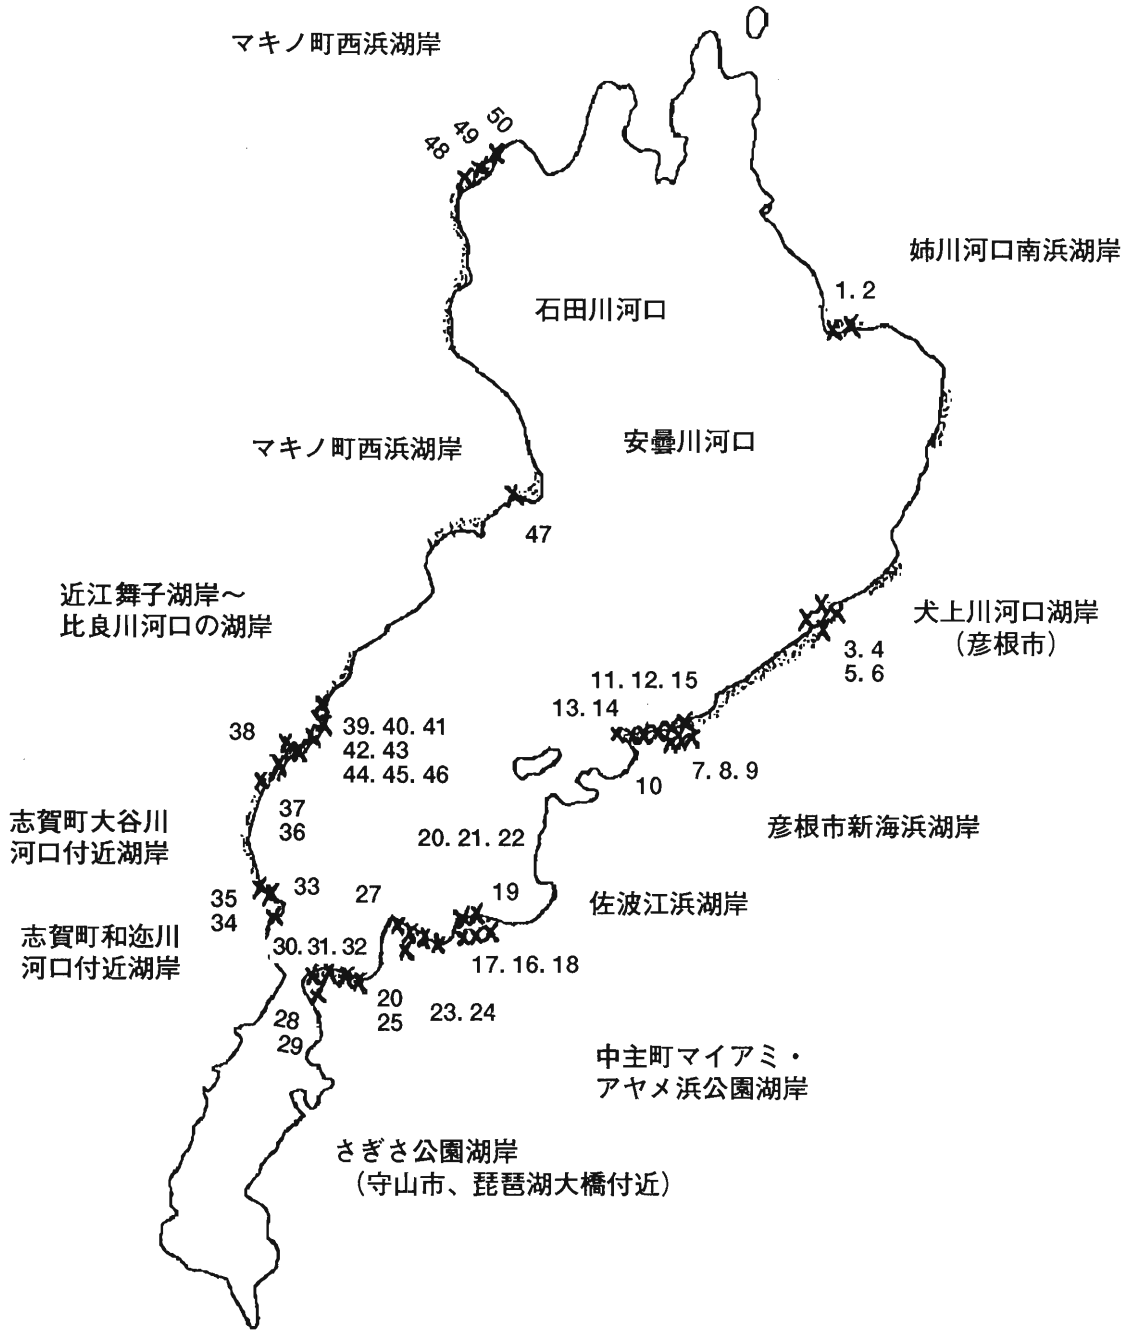 マキノ町西浜湖岸
50
49
48
姉川河口南浜湖岸
1. 2
石田川河口
安曇川河口
マキノ町西浜湖岸
47
近江舞子湖岸～
比良川河口の湖岸
犬上川河口湖岸
（彦根市）
3. 4
5. 6
11. 12. 15
13. 14
38
39. 40. 41
42. 43
44. 45. 46
10
7. 8. 9
37
36
志賀町大谷川
河口付近湖岸
20. 21. 22
彦根市新海浜湖岸
35
34
33
27
19
佐波江浜湖岸
志賀町和迩川
河口付近湖岸
30. 31. 32
17. 16. 18
20
25
23. 24
28
29
中主町マイアミ・
アヤメ浜公園湖岸
さぎさ公園湖岸
（守山市、琵琶湖大橋付近）